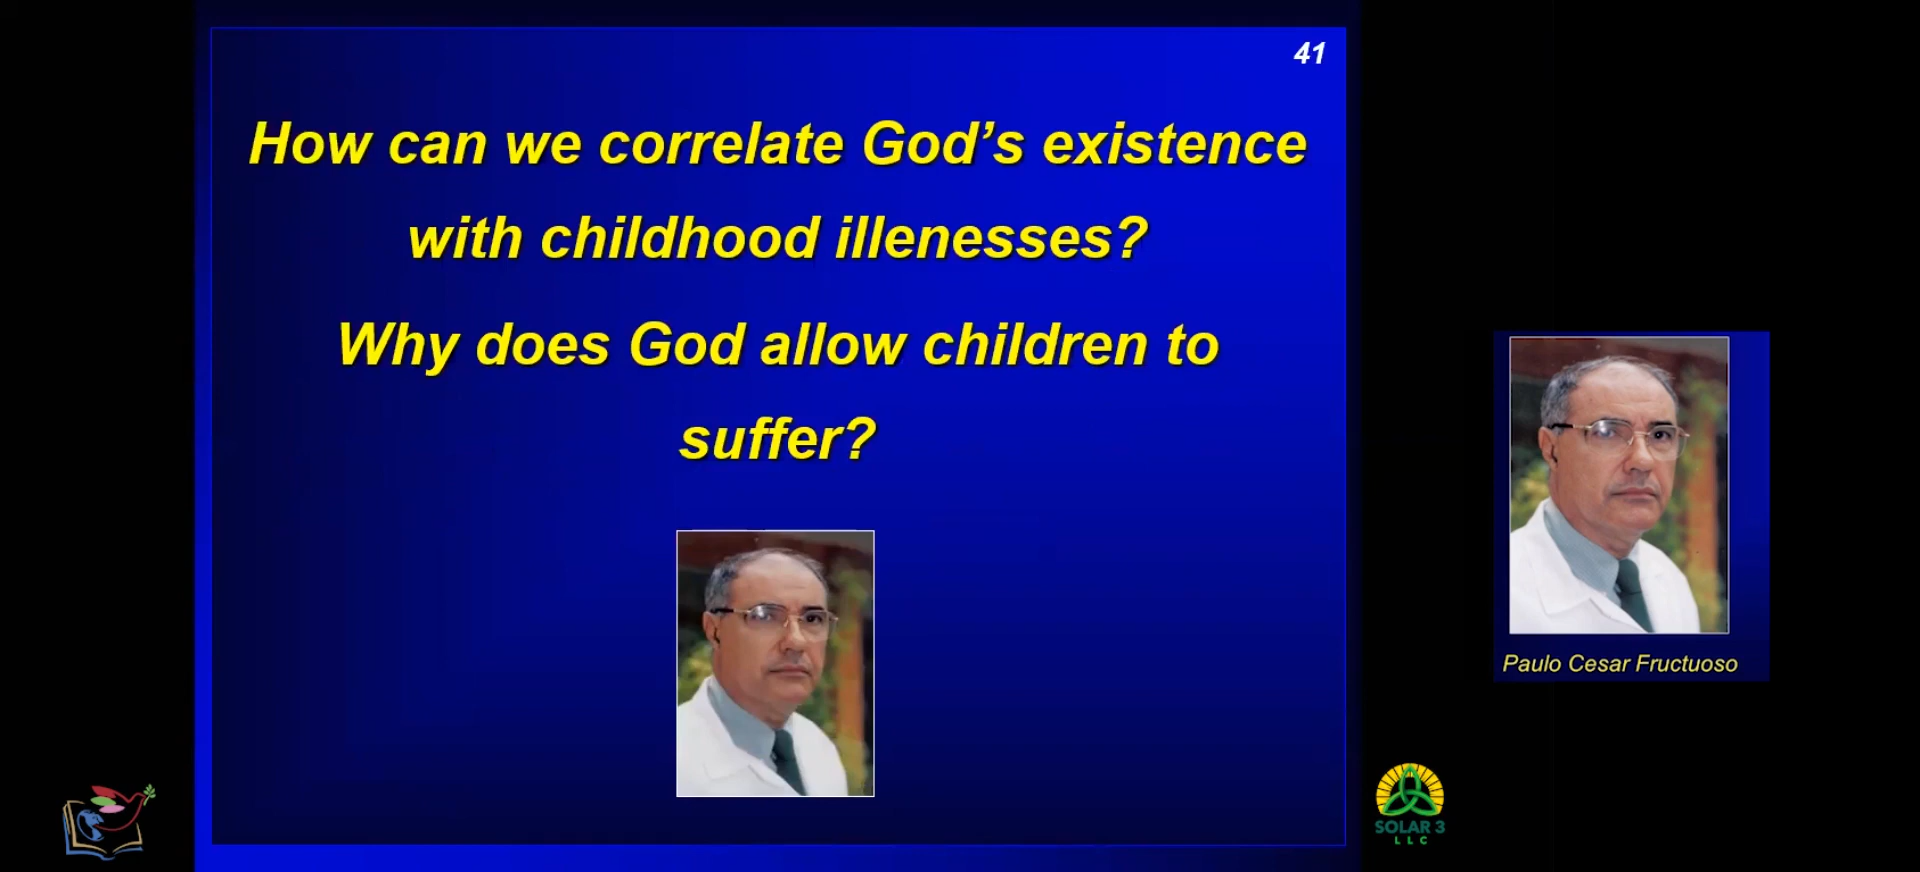 41
How can we correlate God’s existence
with childhood illenesses?
Why does God allow children to
suffer?
Paulo Cesar Fructuoso
SOLAR 3
LLC